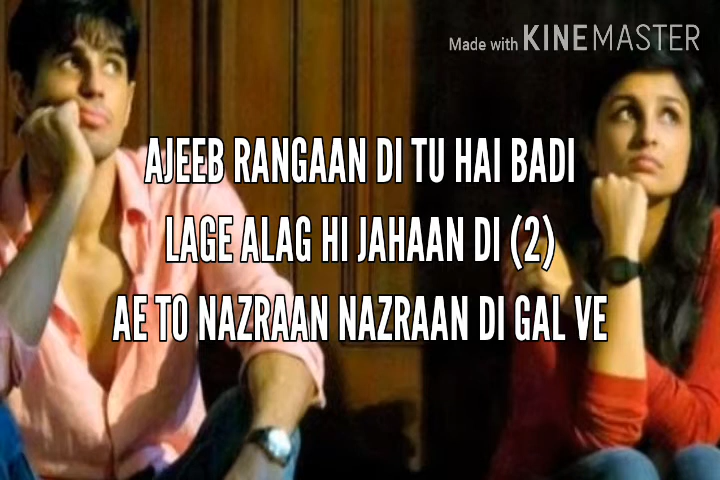 Made with KINEMASTER
AJEEB RANGAAN DI TU HAI BADI
LAGE ALAG HI JAHAAN DI (2)
AE TO NAZRAAN NAZRAAN DI GAL VE